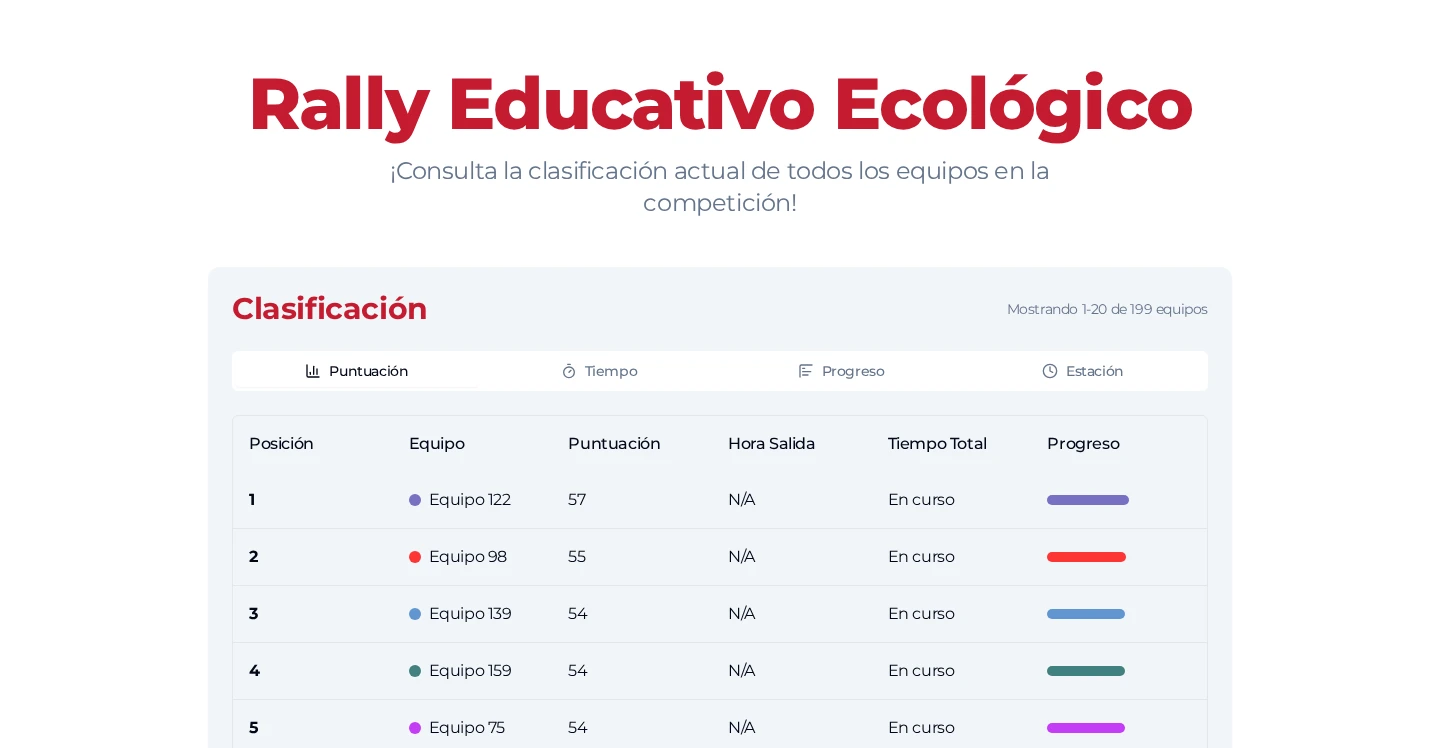 Rally Educativo Ecológico
¡Consulta la clasificación actual de todos los equipos en la
competición!
Clasificación
Mostrando 1-20 de 199 equipos
Puntuación Tiempo Progreso Estación
Posición Equipo Puntuación Hora Salida Tiempo Total Progreso
1 Equipo 122 57 N/A En curso
2 Equipo 98 55 N/A En curso
3 Equipo 139 54 N/A En curso
4 Equipo 159 54 N/A En curso
5 Equipo 75 54 N/A En curso